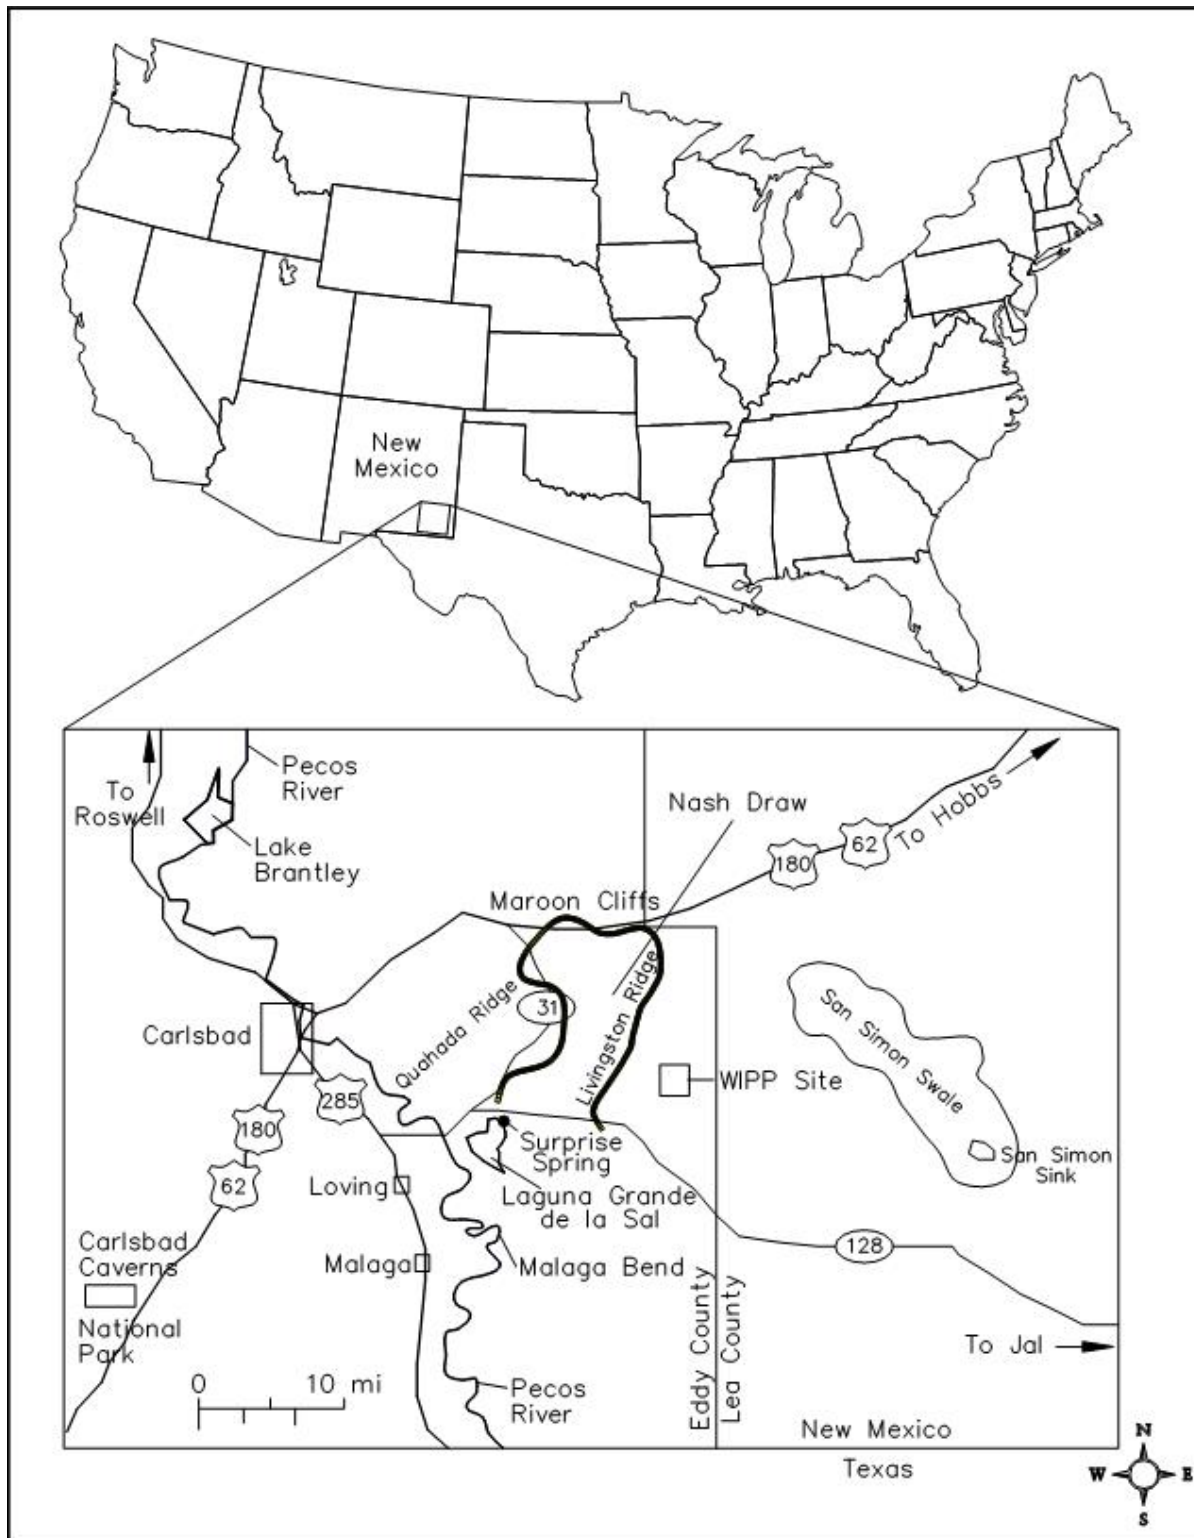 New
Mexico
Pecos
River
To
Roswell
Lake
Brantley
Nash Draw
To Hobbs
62
180
Maroon Cliffs
Quahada Ridge
31
Livingston Ridge
San Simon Swale
Carlsbad
WIPP Site
285
180
62
Surprise
Spring
San Simon
Sink
Loving
Laguna Grande
de la Sal
Carlsbad
Caverns
National
Park
Malaga
Malaga Bend
128
Eddy County
Lea County
To Jal
0 10 mi
Pecos
River
New Mexico
Texas
N
W E
S